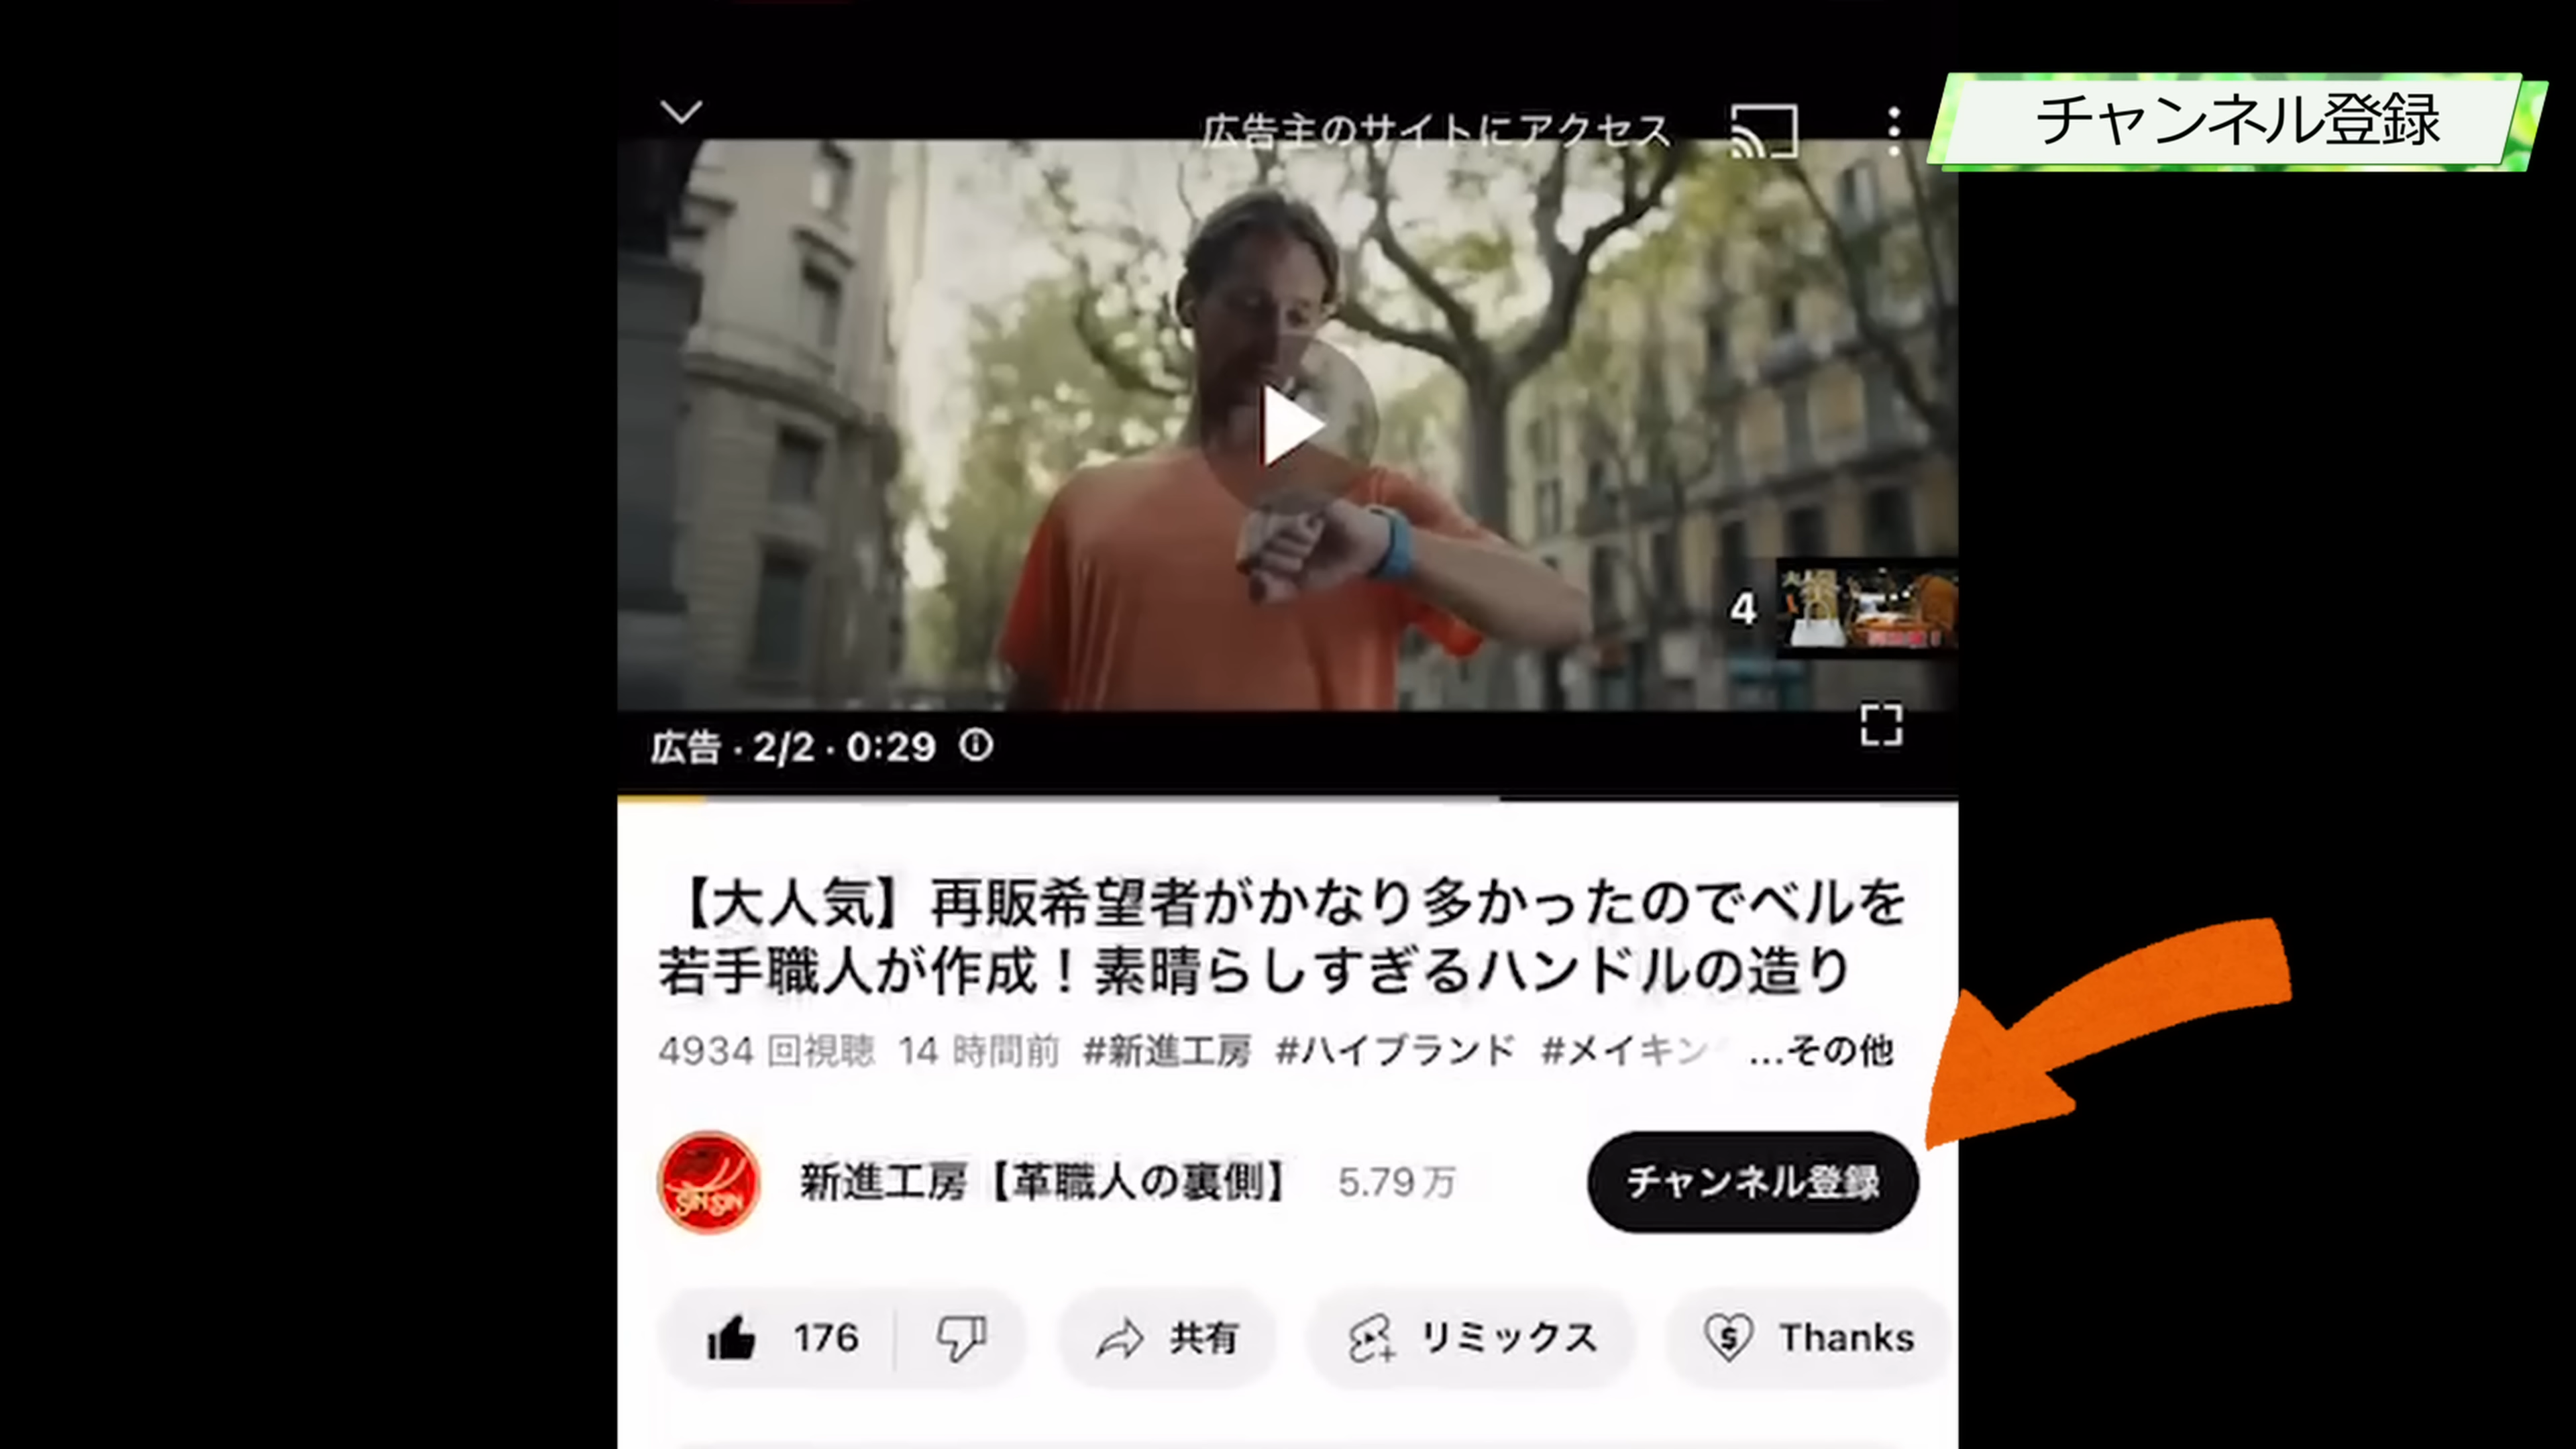 チャンネル登録
広告主のサイトにアクセス
4
広告 · 2/2 · 0:29
【大人気】再販希望者がかなり多かったのでベルを
若手職人が作成！素晴らしすぎるハンドルの造り
4934 回視聴 14 時間前 #新進工房 #ハイブランド #メイキン ...その他
SIN SIN
新進工房【革職人の裏側】 5.79万
チャンネル登録
176 共有 リミックス Thanks